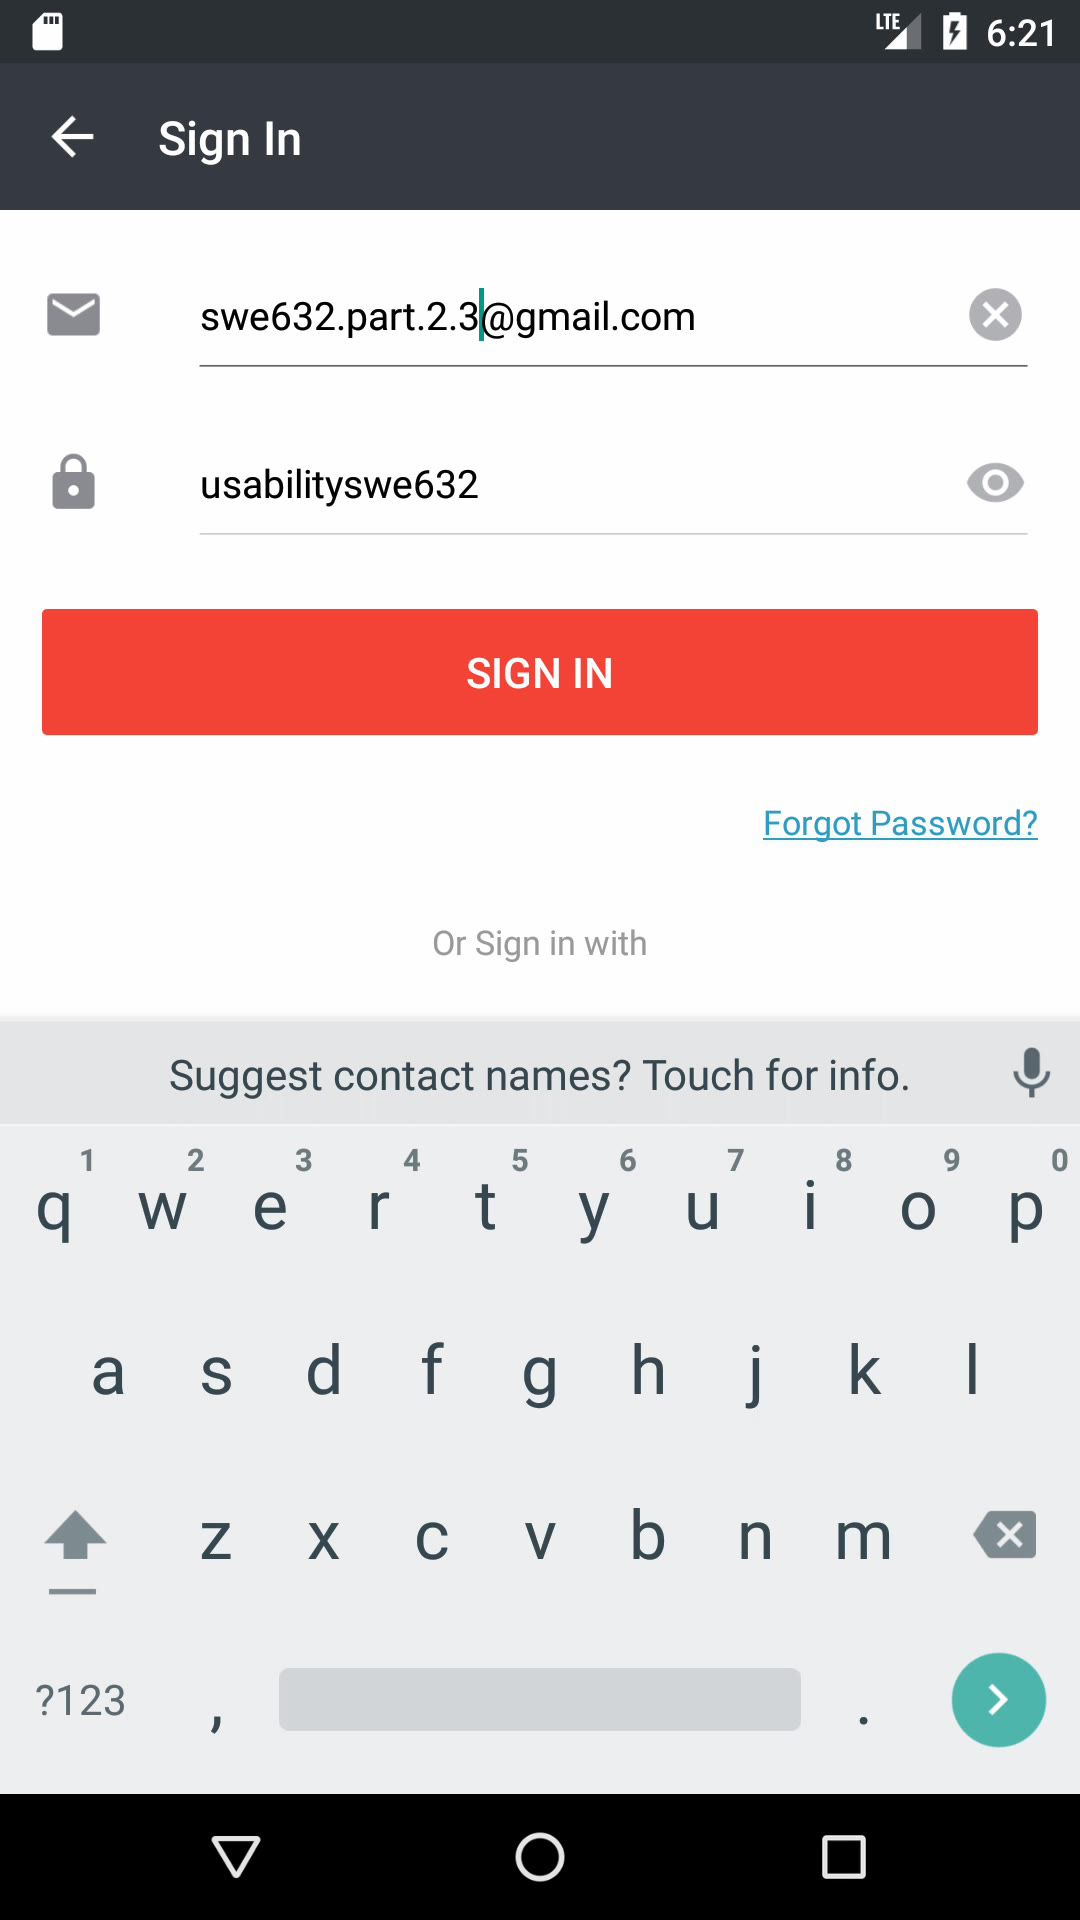 LTE 6:21
Sign In
swe632.part.2.3@gmail.com
usabilityswe632
SIGN IN
Forgot Password?
Or Sign in with
Suggest contact names? Touch for info.
1 2 3 4 5 6 7 8 9 0
q w e r t y u i o p
a s d f g h j k l
z x c v b n m
?123 , .